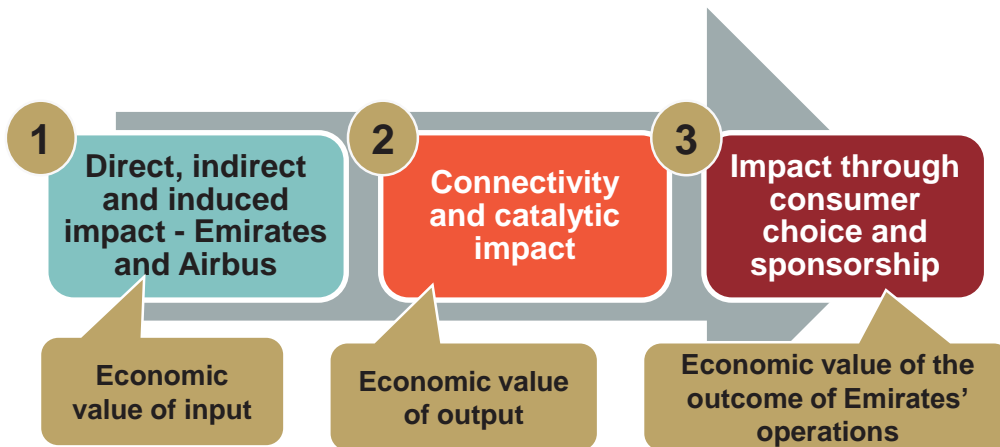 1
Direct, indirect
and induced
impact - Emirates
and Airbus
2
Connectivity
and catalytic
impact
3
Impact through
consumer
choice and
sponsorship
Economic
value of input
Economic value
of output
Economic value of the
outcome of Emirates’
operations